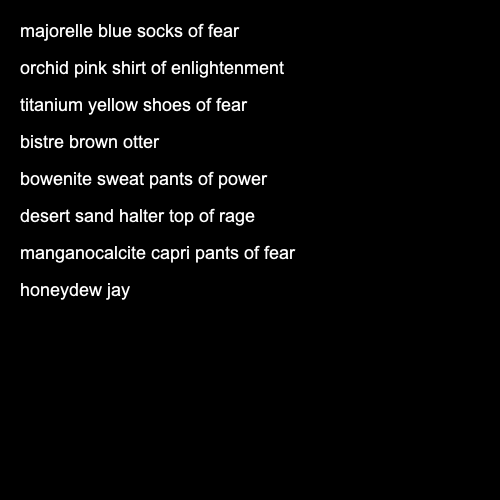 majorelle blue socks of fear
orchid pink shirt of enlightenment
titanium yellow shoes of fear
bistre brown otter
bowenite sweat pants of power
desert sand halter top of rage
manganocalcite capri pants of fear
honeydew jay